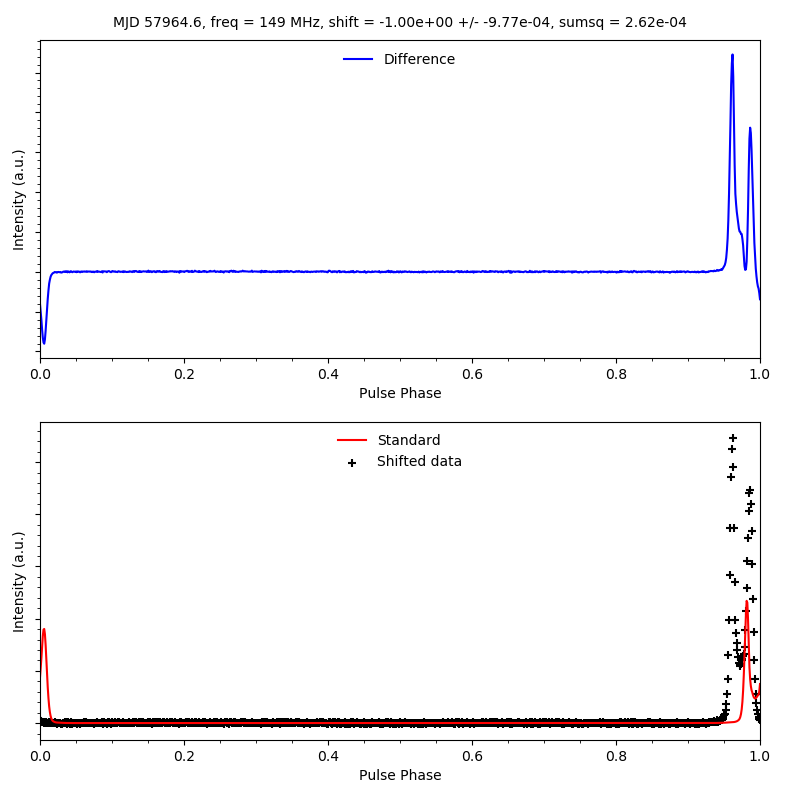 MJD 57964.6, freq = 149 MHz, shift = -1.00e+00 +/- -9.77e-04, sumsq = 2.62e-04
Difference
Intensity (a.u.)
0.0 0.2 0.4 0.6 0.8 1.0
Pulse Phase
Standard
Shifted data
Intensity (a.u.)
0.0 0.2 0.4 0.6 0.8 1.0
Pulse Phase